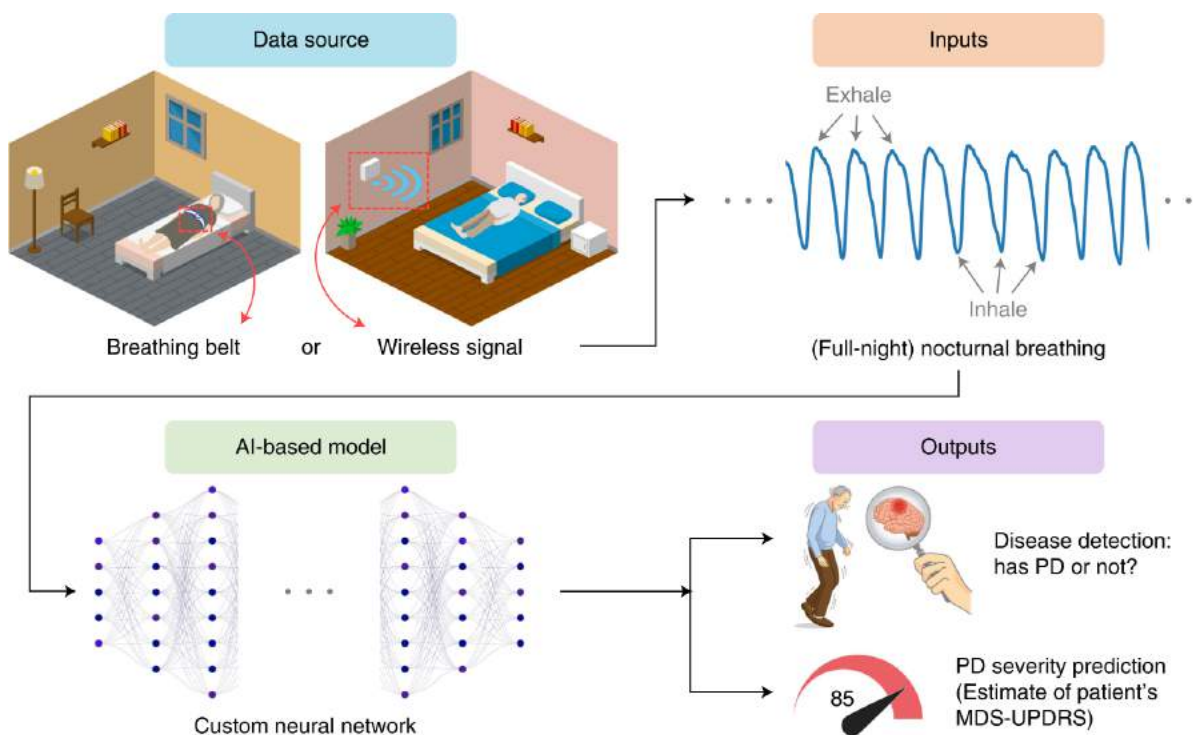 Data source
Inputs
Exhale
Inhale
Breathing belt or Wireless signal
(Full-night) nocturnal breathing
AI-based model
Outputs
Disease detection:
has PD or not?
85
PD severity prediction
(Estimate of patient's
MDS-UPDRS)
Custom neural network